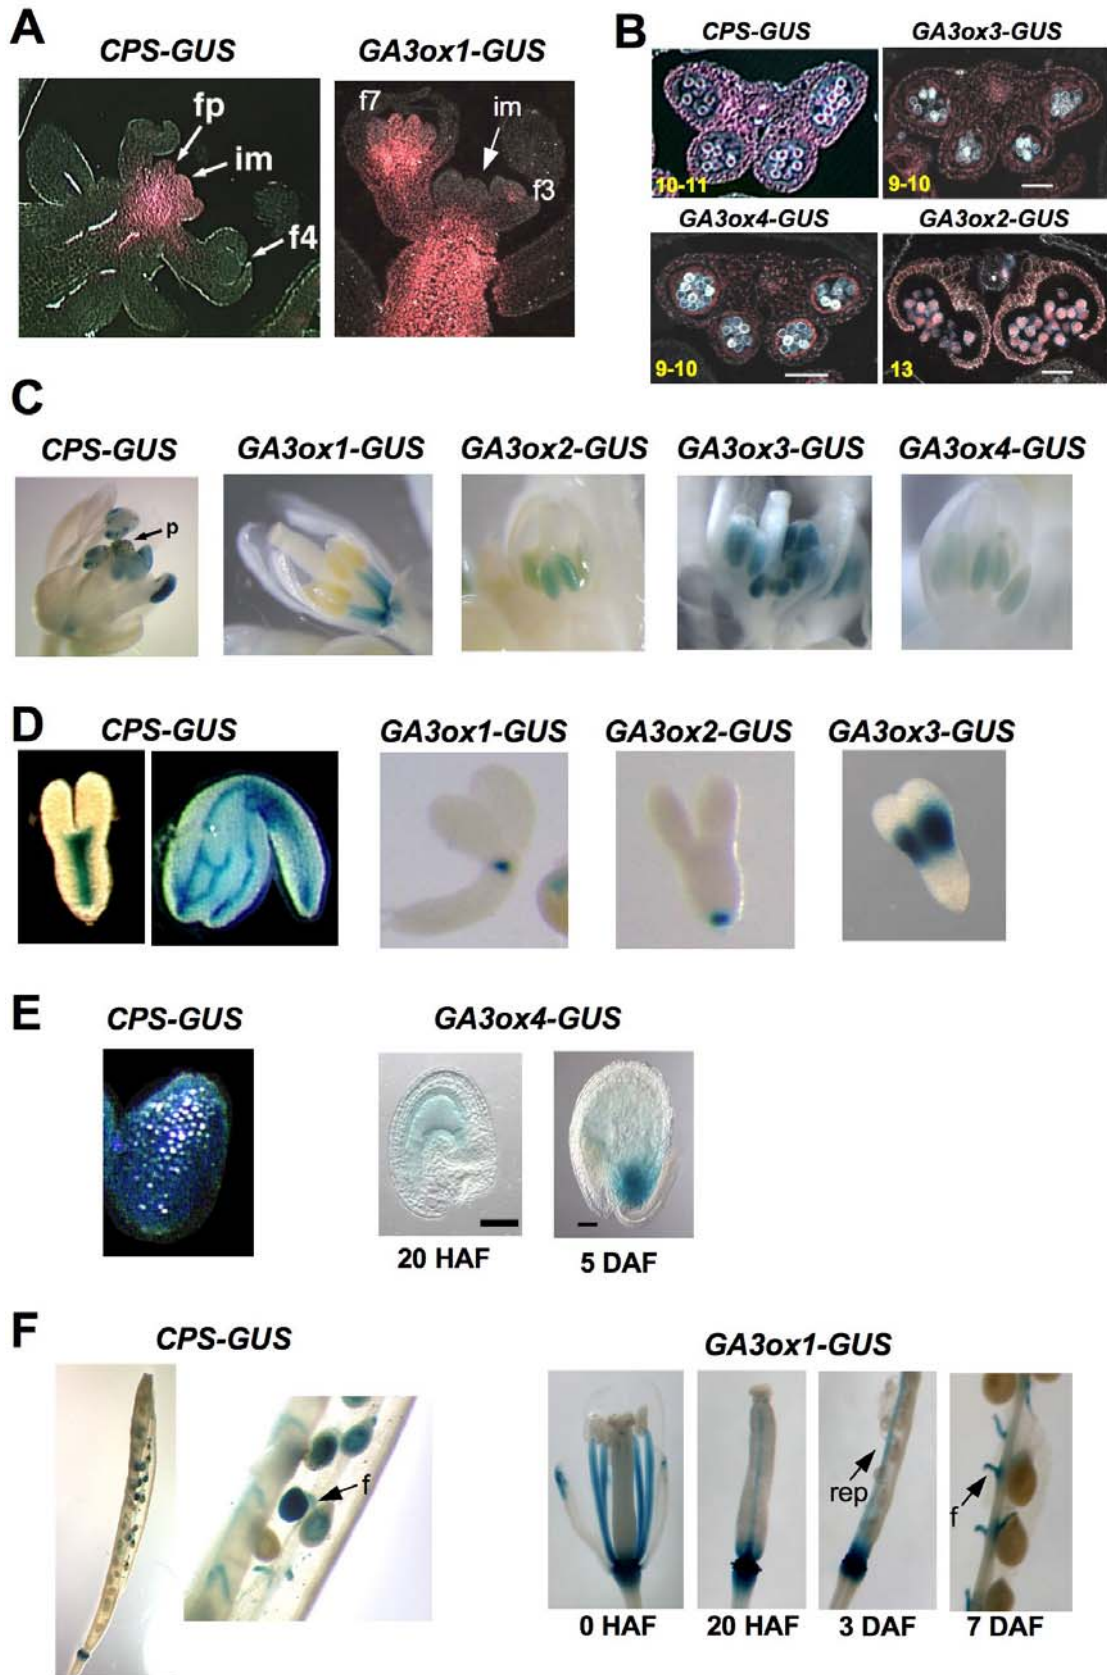 A
CPS-GUS GA3ox1-GUS
fp
im
f4
f7
im
f3
B
CPS-GUS GA3ox3-GUS
10-11
9-10
GA3ox4-GUS GA3ox2-GUS
9-10
13
C
CPS-GUS GA3ox1-GUS GA3ox2-GUS GA3ox3-GUS GA3ox4-GUS
p
D
CPS-GUS GA3ox1-GUS GA3ox2-GUS GA3ox3-GUS
E
CPS-GUS GA3ox4-GUS
20 HAF 5 DAF
F
CPS-GUS GA3ox1-GUS
f
rep
f
0 HAF 20 HAF 3 DAF 7 DAF